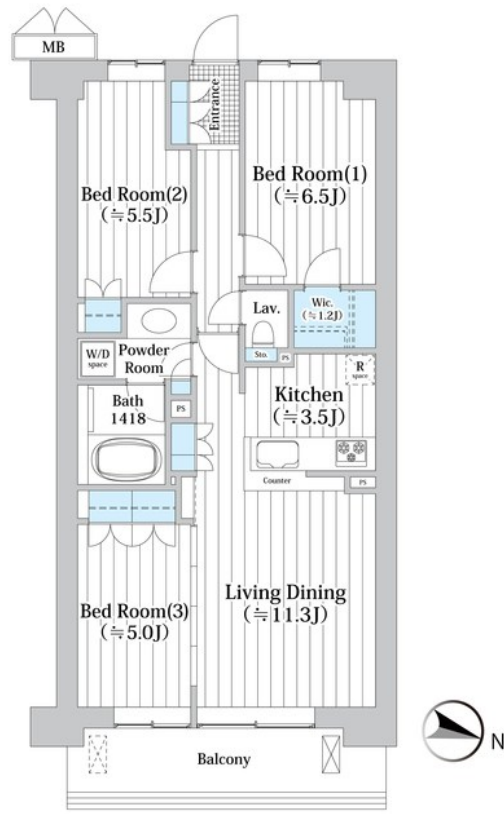 MB
Entrance
Bed Room(1)
(≒6.5J)
Bed Room(2)
(≒5.5J)
Lav.
Wic.
(≒1.2J)
Sto.
PS
W/D
space
Powder
Room
R
space
Kitchen
(≒3.5J)
Bath
1418
PS
Counter
PS
Living Dining
(≒11.3J)
Bed Room(3)
(≒5.0J)
Balcony
N